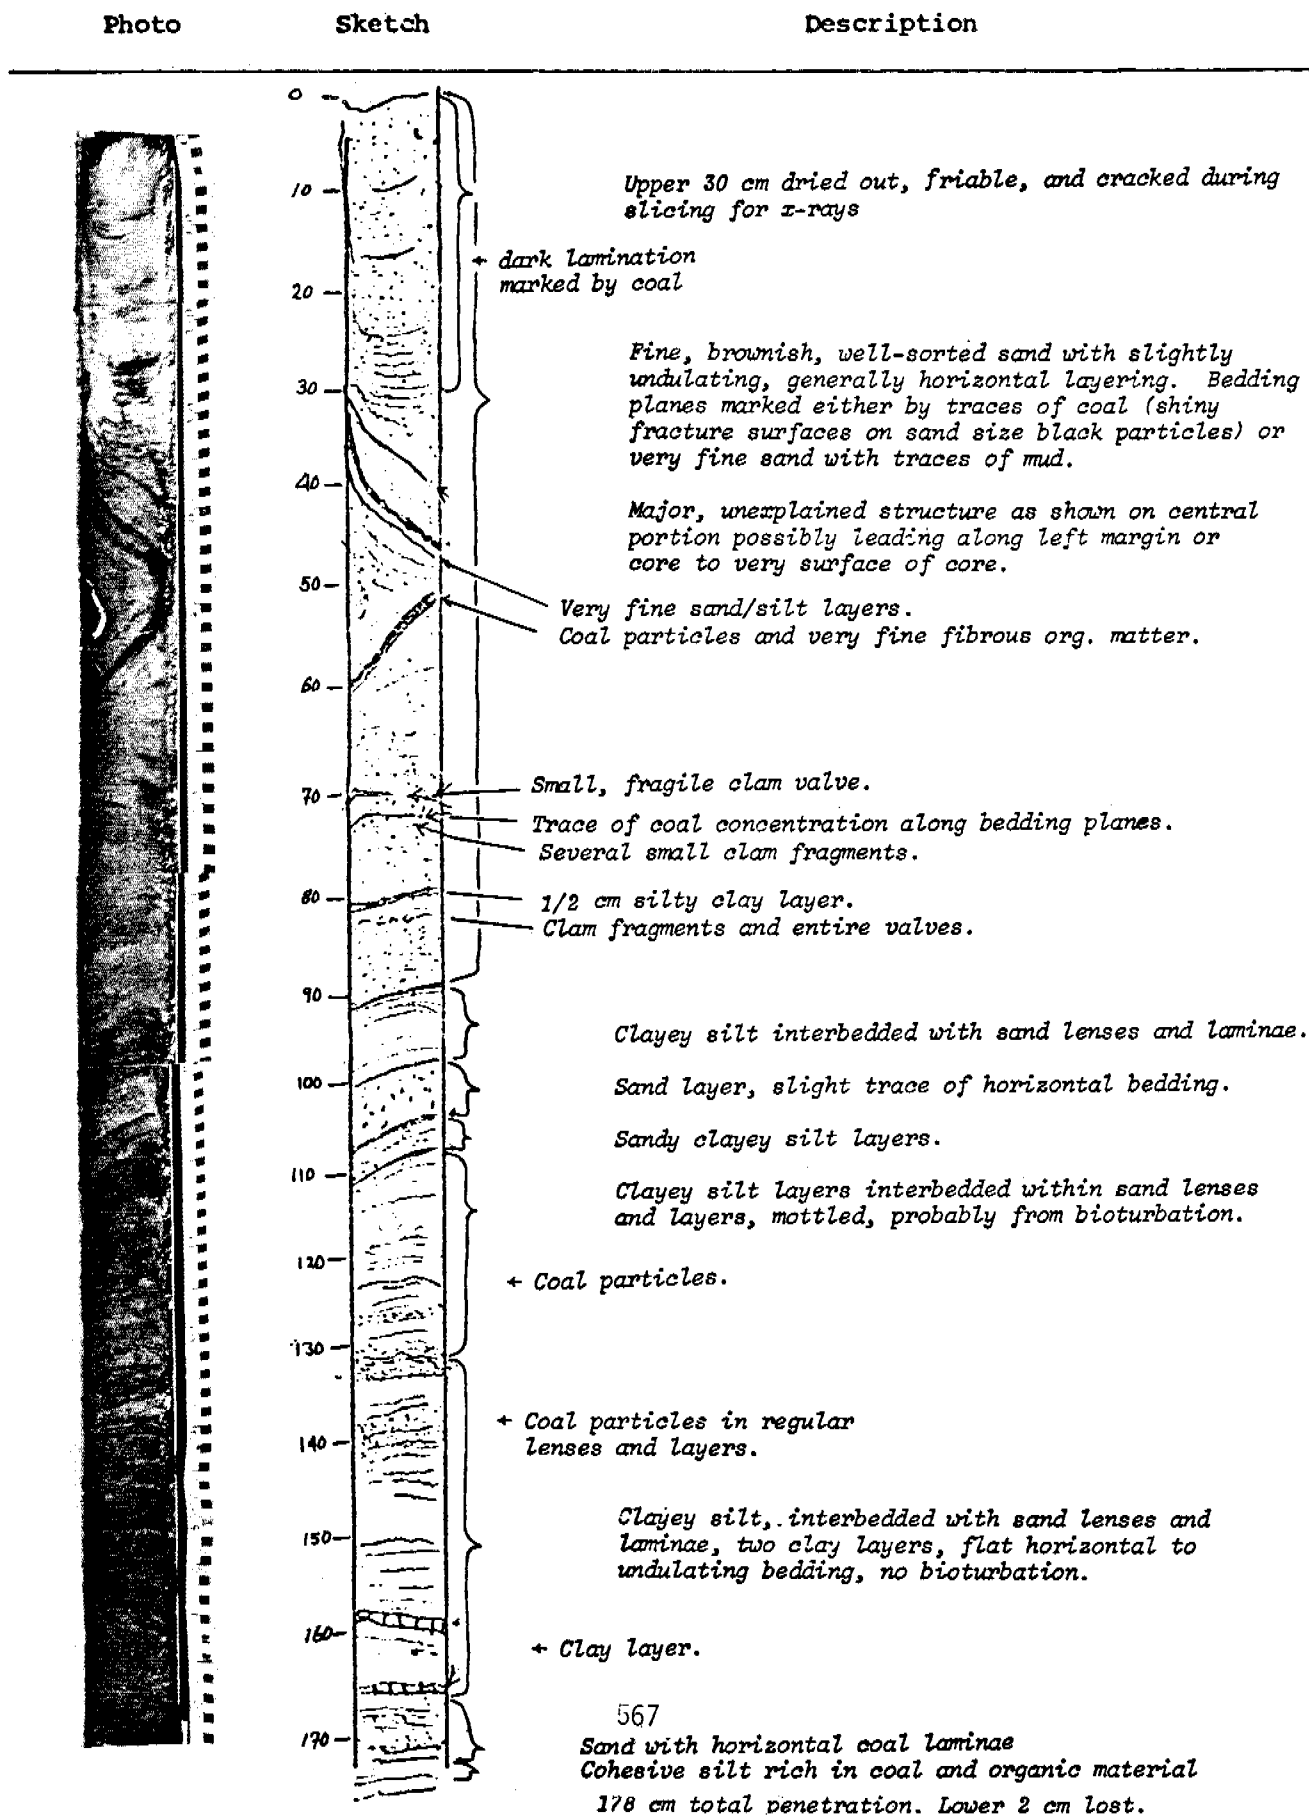 Photo Sketch Description
0
10
Upper 30 cm dried out, friable, and cracked during
slicing for x-rays
← dark lamination
marked by coal
20
Fine, brownish, well-sorted sand with slightly
undulating, generally horizontal layering. Bedding
planes marked either by traces of coal (shiny
fracture surfaces on sand size black particles) or
very fine sand with traces of mud.
30
40
Major, unexplained structure as shown on central
portion possibly leading along left margin or
core to very surface of core.
50
Very fine sand/silt layers.
Coal particles and very fine fibrous org. matter.
60
70
Small, fragile clam valve.
Trace of coal concentration along bedding planes.
Several small clam fragments.
80
1/2 cm silty clay layer.
Clam fragments and entire valves.
90
Clayey silt interbedded with sand lenses and laminae.
100
Sand layer, slight trace of horizontal bedding.
Sandy clayey silt layers.
110
Clayey silt layers interbedded within sand lenses
and layers, mottled, probably from bioturbation.
120
← Coal particles.
130
← Coal particles in regular
lenses and layers.
140
Clayey silt, interbedded with sand lenses and
laminae, two clay layers, flat horizontal to
undulating bedding, no bioturbation.
150
160
← Clay layer.
567
170
Sand with horizontal coal laminae
Cohesive silt rich in coal and organic material
178 cm total penetration. Lower 2 cm lost.